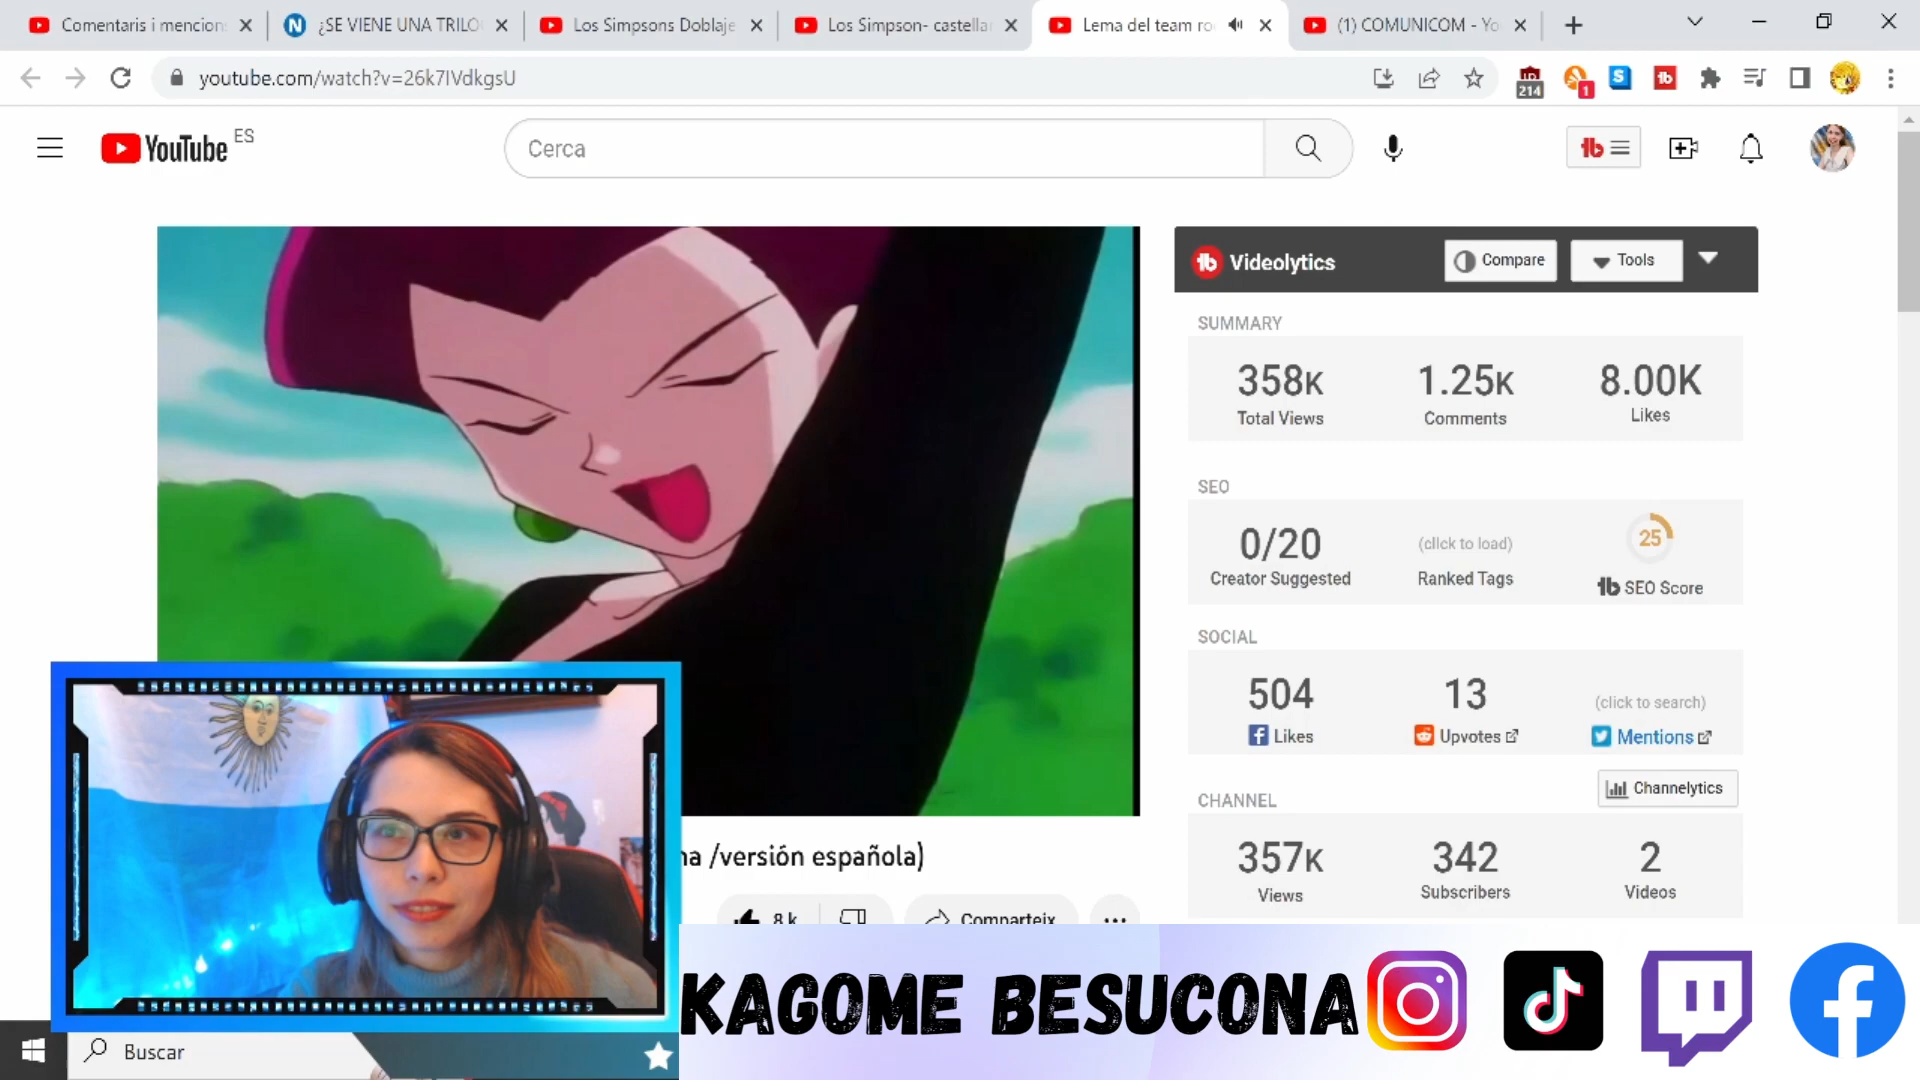 Comentaris i mencion
¿SE VIENE UNA TRILO
Los Simpsons Doblaje
Los Simpson- castella
Lema del team ro
(1) COMUNICOM - Yo
youtube.com/watch?v=26k7IVdkgsU
214
1
S
YouTube ES
Cerca
Videolytics
Compare
Tools
SUMMARY
358K
1.25K
8.00K
Total Views
Comments
Likes
SEO
0/20
(click to load)
25
Creator Suggested
Ranked Tags
SEO Score
SOCIAL
504
13
(click to search)
Likes
Upvotes
Mentions
CHANNEL
Channelytics
357K
342
2
Views
Subscribers
Videos
/versión española)
8 k
Comparteix
KAGOME BESUCONA
Buscar